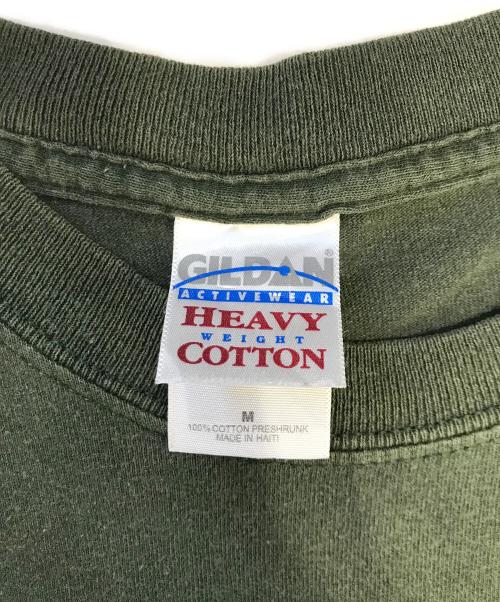 GILDAN®
ACTIVEWEAR
HEAVY
WEIGHT
COTTON
M
100% COTTON PRESHRUNK
MADE IN HAITI